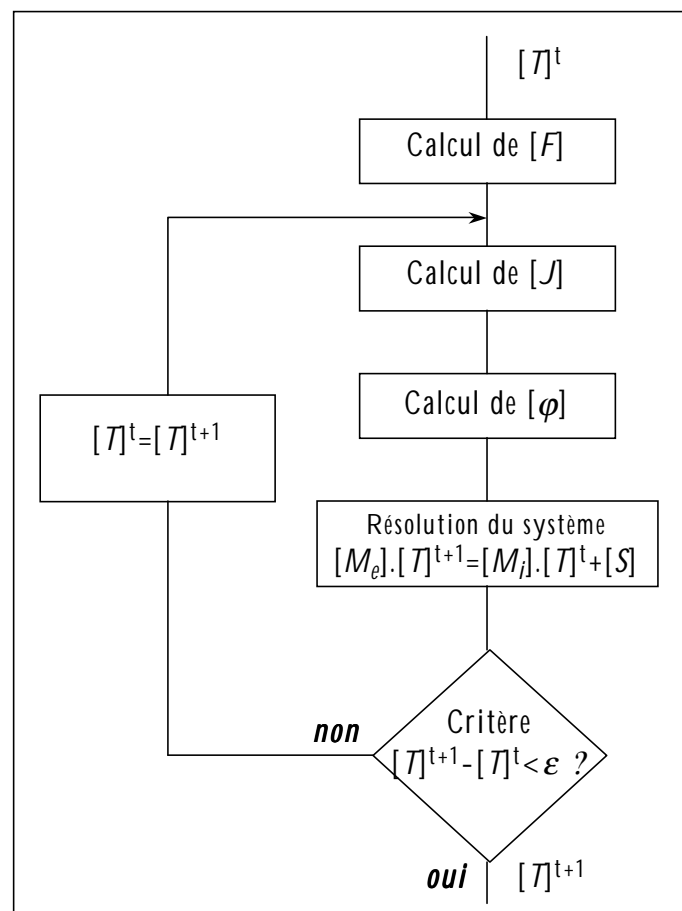 [T]ᵗ
Calcul de [F]
Calcul de [J]
Calcul de [φ]
[T]ᵗ=[T]ᵗ⁺¹
Résolution du système
[Mₑ].[T]ᵗ⁺¹=[Mᵢ].[T]ᵗ+[S]
non
Critère
[T]ᵗ⁺¹-[T]ᵗ<ε ?
oui
[T]ᵗ⁺¹